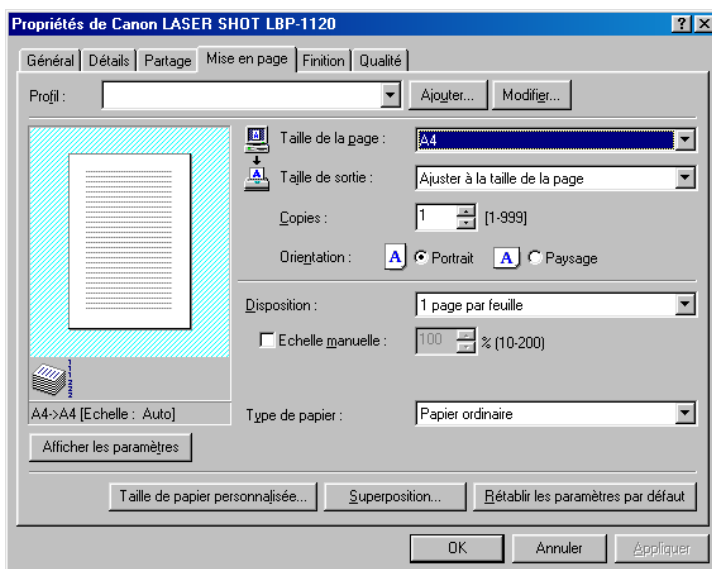 Propriétés de Canon LASER SHOT LBP-1120
Général Détails Partage Mise en page Finition Qualité
Profil : Ajouter... Modifier...
Taille de la page : A4
Taille de sortie : Ajuster à la taille de la page
Copies : 1 [1-999]
Orientation : A Portrait A Paysage
Disposition : 1 page par feuille
Echelle manuelle : 100 % (10-200)
A4->A4 [Echelle : Auto]
Type de papier : Papier ordinaire
Afficher les paramètres
Taille de papier personnalisée... Superposition... Rétablir les paramètres par défaut
OK Annuler Appliquer